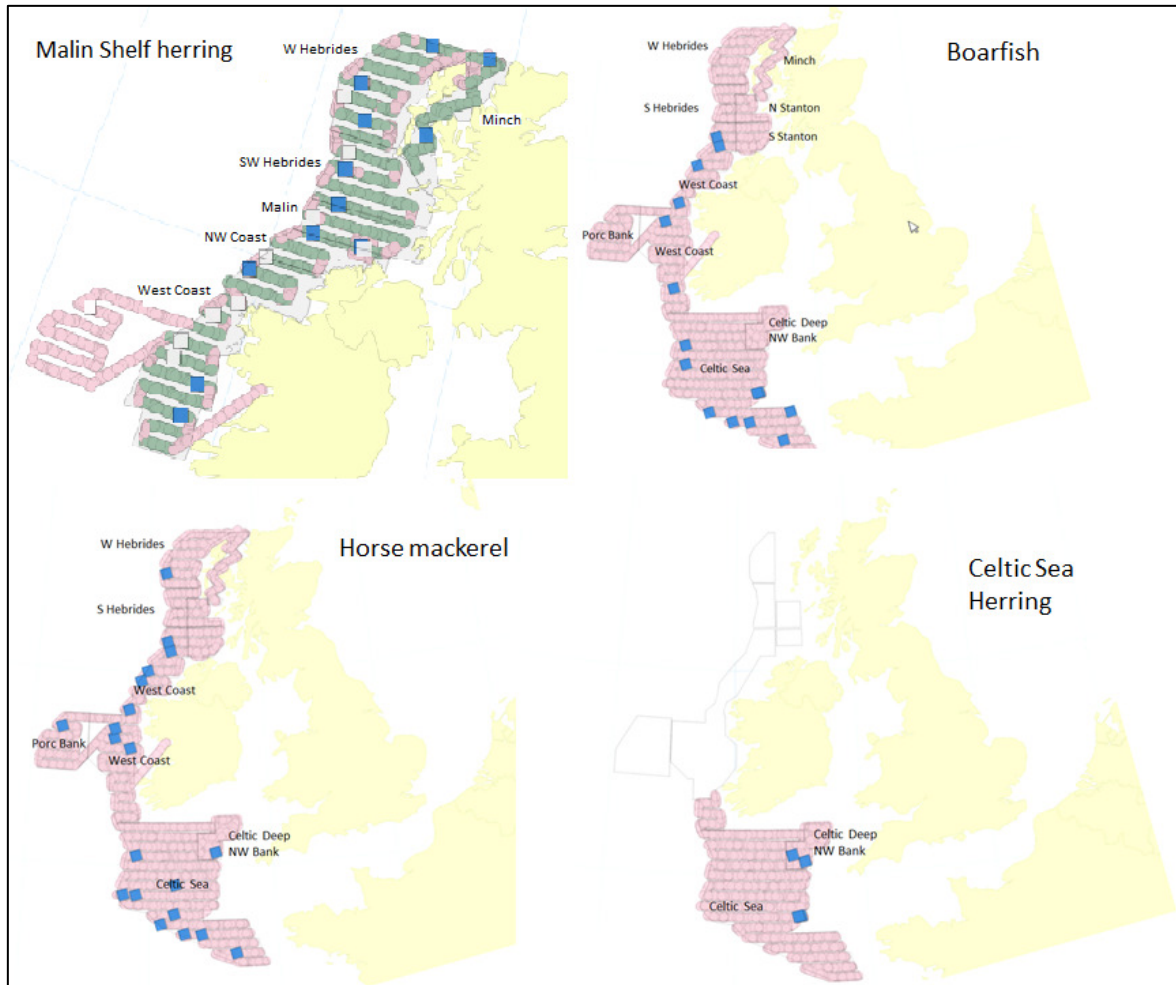 Malin Shelf herring
W Hebrides
Minch
SW Hebrides
Malin
NW Coast
West Coast
Boarfish
W Hebrides
Minch
S Hebrides
N Stanton
S Stanton
West Coast
Porc Bank
West Coast
Celtic Deep
NW Bank
Celtic Sea
Horse mackerel
W Hebrides
S Hebrides
West Coast
Porc Bank
West Coast
Celtic Deep
NW Bank
Celtic Sea
Celtic Sea
Herring
Celtic Deep
NW Bank
Celtic Sea